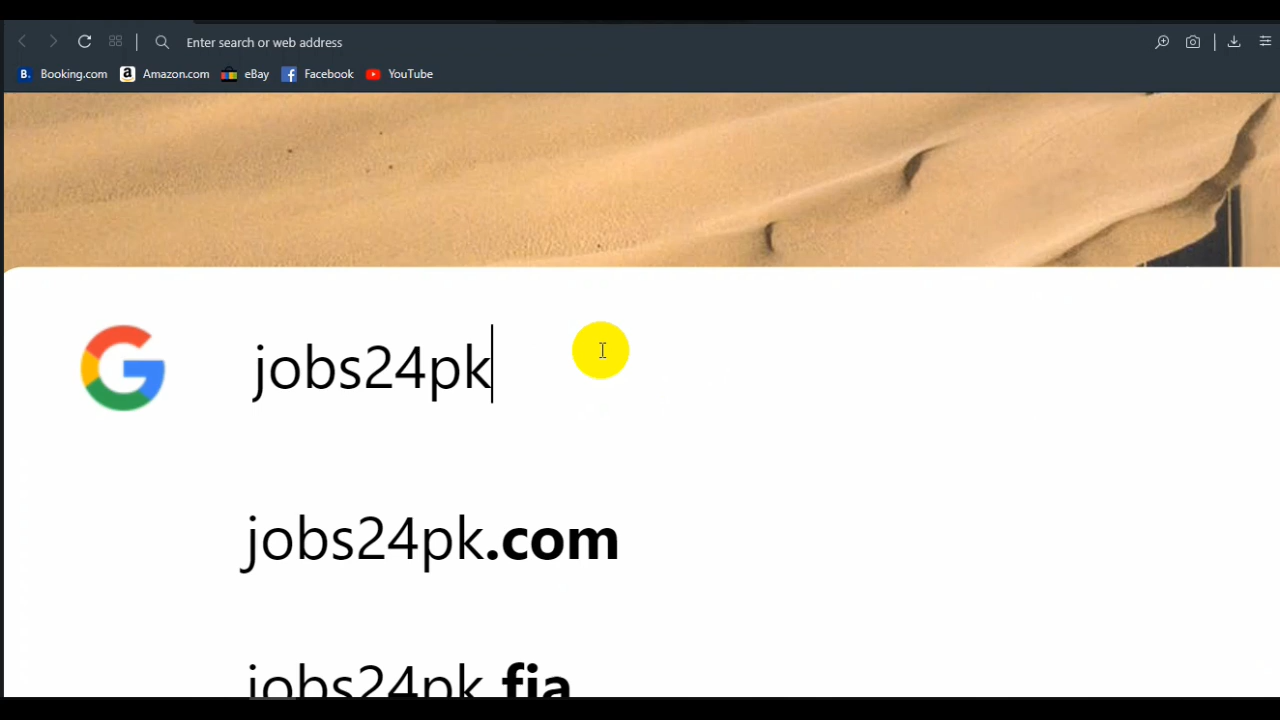 Enter search or web address
B. Booking.com a Amazon.com eBay Facebook YouTube
G jobs24pk
jobs24pk.com
jobs24pk fia